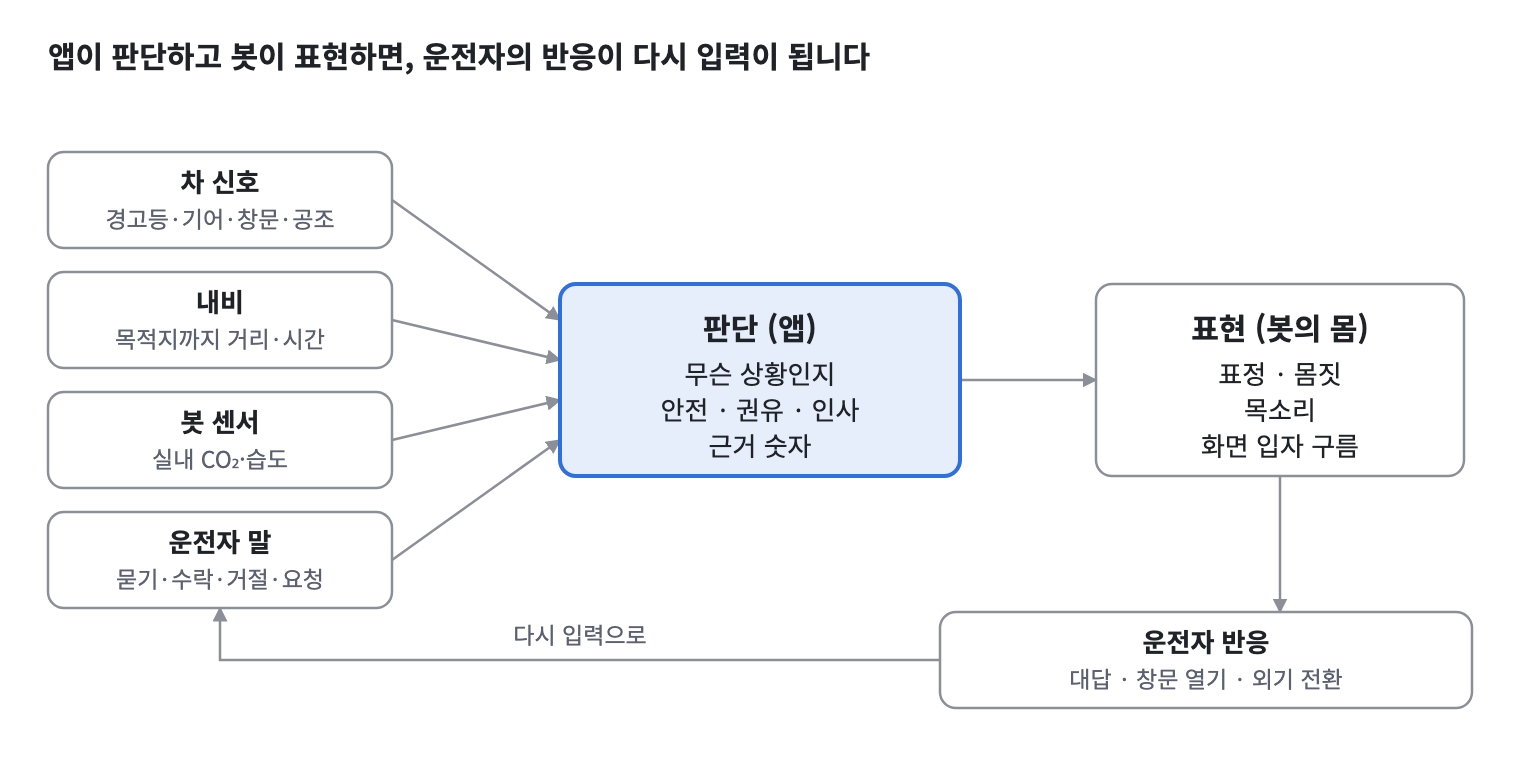 앱이 판단하고 봇이 표현하면, 운전자의 반응이 다시 입력이 됩니다
차 신호
경고등·기어·창문·공조
내비
목적지까지 거리·시간
봇 센서
실내 CO₂·습도
운전자 말
묻기·수락·거절·요청
판단 (앱)
무슨 상황인지
안전 · 권유 · 인사
근거 숫자
표현 (봇의 몸)
표정 · 몸짓
목소리
화면 입자 구름
다시 입력으로
운전자 반응
대답 · 창문 열기 · 외기 전환